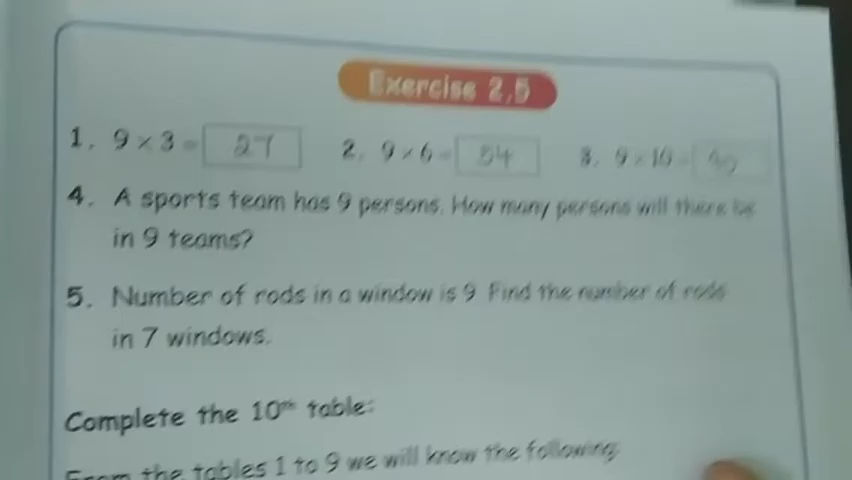 Exercise 2.5
1. 9 × 3 = 27 2. 9 × 6 = 54 3. 9 × 10 = 90
4. A sports team has 9 persons. How many persons will there be
in 9 teams?
5. Number of rods in a window is 9. Find the number of rods
in 7 windows.
Complete the 10th table:
From the tables 1 to 9 we will know the following